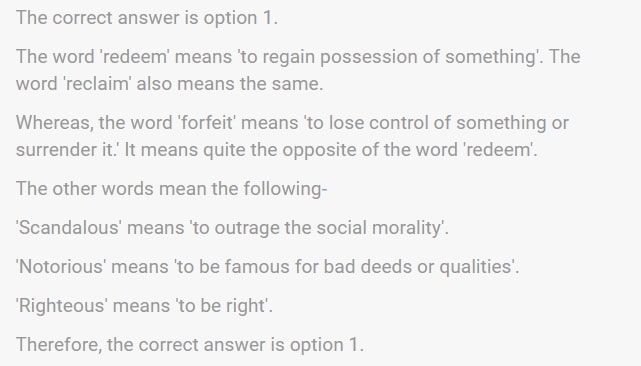 The correct answer is option 1.
The word 'redeem' means 'to regain possession of something'. The
word 'reclaim' also means the same.
Whereas, the word 'forfeit' means 'to lose control of something or
surrender it.' It means quite the opposite of the word 'redeem'.
The other words mean the following-
'Scandalous' means 'to outrage the social morality'.
'Notorious' means 'to be famous for bad deeds or qualities'.
'Righteous' means 'to be right'.
Therefore, the correct answer is option 1.